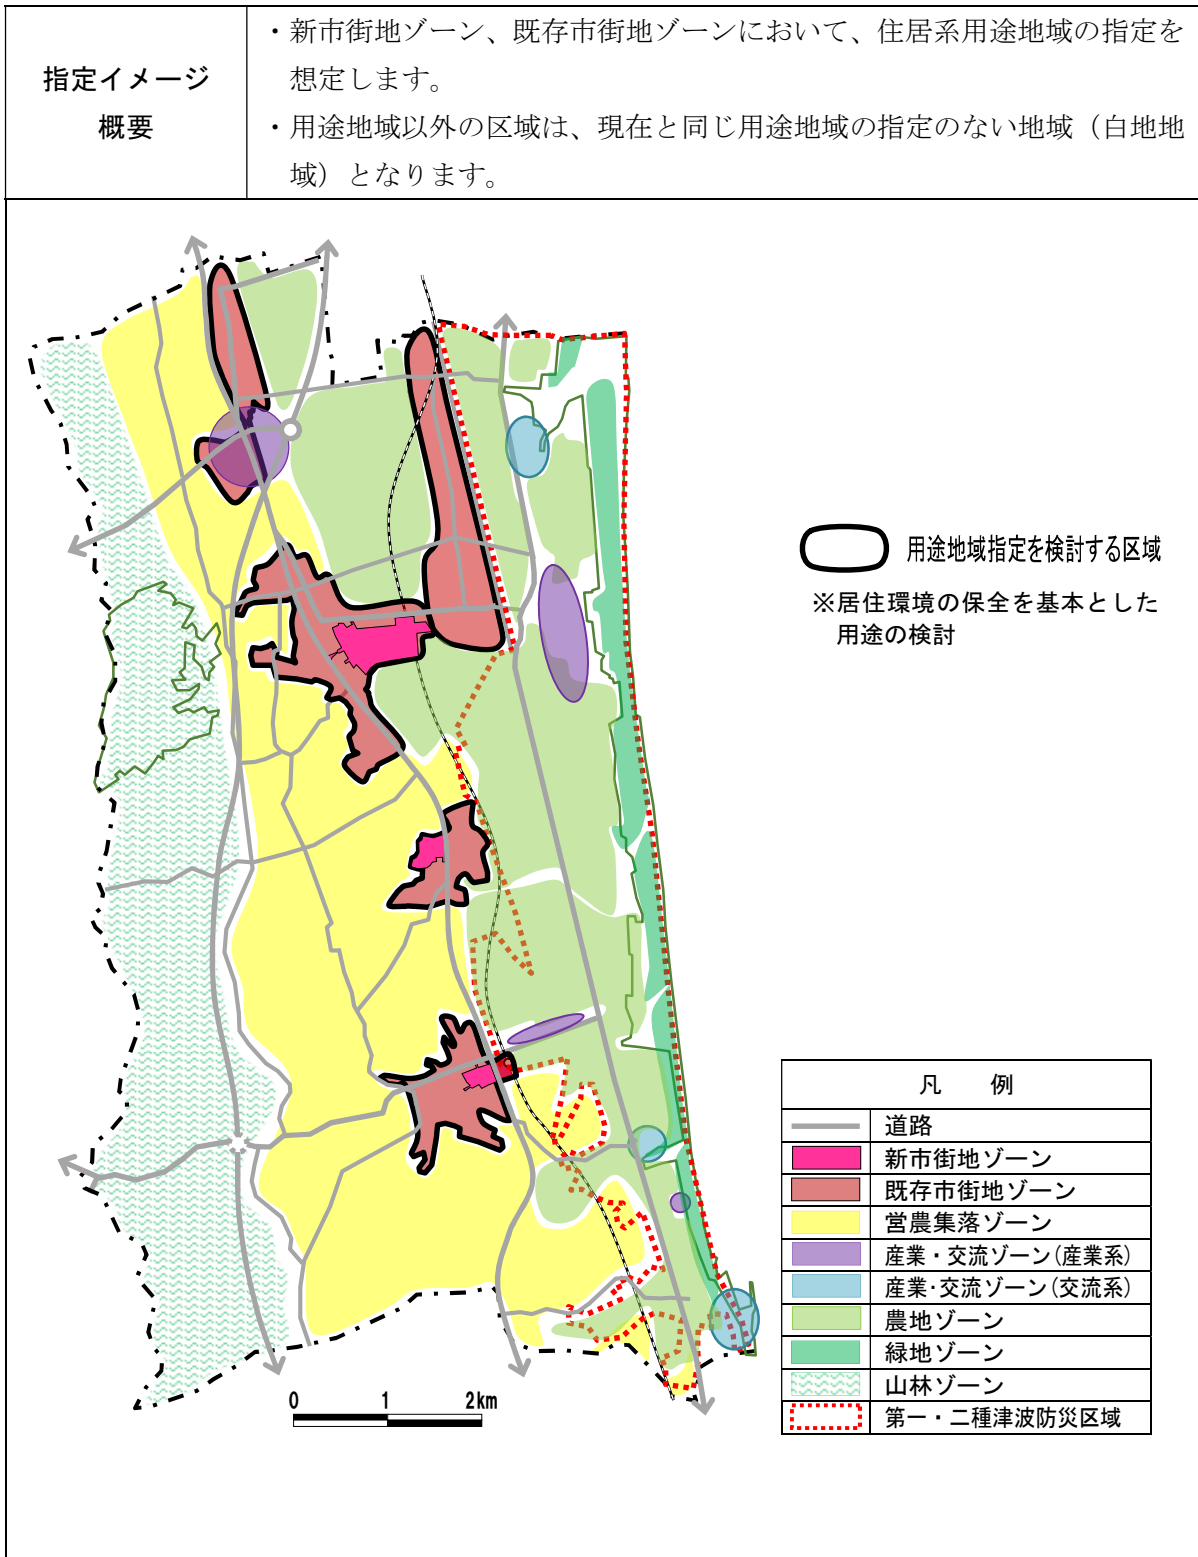 指定イメージ
概要
・新市街地ゾーン、既存市街地ゾーンにおいて、住居系用途地域の指定を
想定します。
・用途地域以外の区域は、現在と同じ用途地域の指定のない地域（白地地
域）となります。
用途地域指定を検討する区域
※居住環境の保全を基本とした
用途の検討
凡　例
道路
新市街地ゾーン
既存市街地ゾーン
営農集落ゾーン
産業・交流ゾーン(産業系)
産業・交流ゾーン(交流系)
農地ゾーン
緑地ゾーン
山林ゾーン
第一・二種津波防災区域
0 1 2km